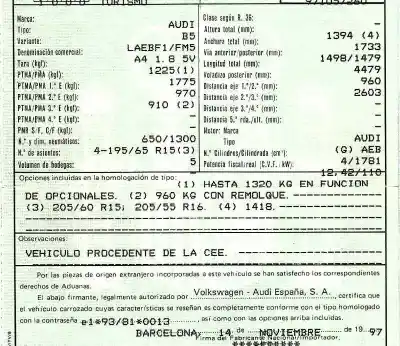 TURISMO
Marca: AUDI
Tipo: B5
Variante: LAEBF1/FM5
Denominación comercial: A4 1.8 5V
Tara (kgf): 1225(1)
PTMA/PMA (kgf): 1775
PTMA/PMA 1.º E (kgf): 970
PTMA/PMA 2.º E (kgf): 910 (2)
PTMA/PMA 3.º E (kgf): —
PTMA/PMA 4.º E (kgf): —
PMR S/F, C/F (kgf): 650/1300
N.º y dim. neumáticos: 4-195/65 R15(3)
N.º de asientos: 5
Volumen de bodegas: —
Clase según R. 36: —
Altura total (mm): 1394 (4)
Anchura total (mm): 1733
Vía anterior/posterior (mm): 1498/1479
Longitud total (mm): 4479
Voladizo posterior (mm): 960
Distancia eje 1.º/2.º (mm): 2603
Distancia eje 2.º/3.º (mm): —
Distancia eje 3.º/4.º (mm): —
Distancia 5.ª rda./ult. (mm): —
Motor: Marca AUDI
Tipo (G) AEB
N.º Cilindros/Cilindrada (cm³): 4/1781
Potencia fiscal/real (C.V.F./kW): 12,42/110
Opciones incluidas en la homologación de tipo:
(1) HASTA 1320 KG EN FUNCION
DE OPCIONALES. (2) 960 KG CON REMOLQUE.
(3) 205/60 R15; 205/55 R16. (4) 1418.
Observaciones:
VEHICULO PROCEDENTE DE LA CEE.
Por las piezas de origen extranjero incorporadas a este vehículo se han satisfecho los correspondientes
derechos de Aduanas.
El abajo firmante, legalmente autorizado por Volkswagen - Audi España, S. A., certifica que
el vehículo carrozado cuyas características se reseñan es completamente conforme con el tipo homologado
con la contraseña e1*93/81*0013, así como con las opciones arriba incluidas.
BARCELONA, 14 de NOVIEMBRE de 19 97
Firma del Fabricante Nacional/Importador,